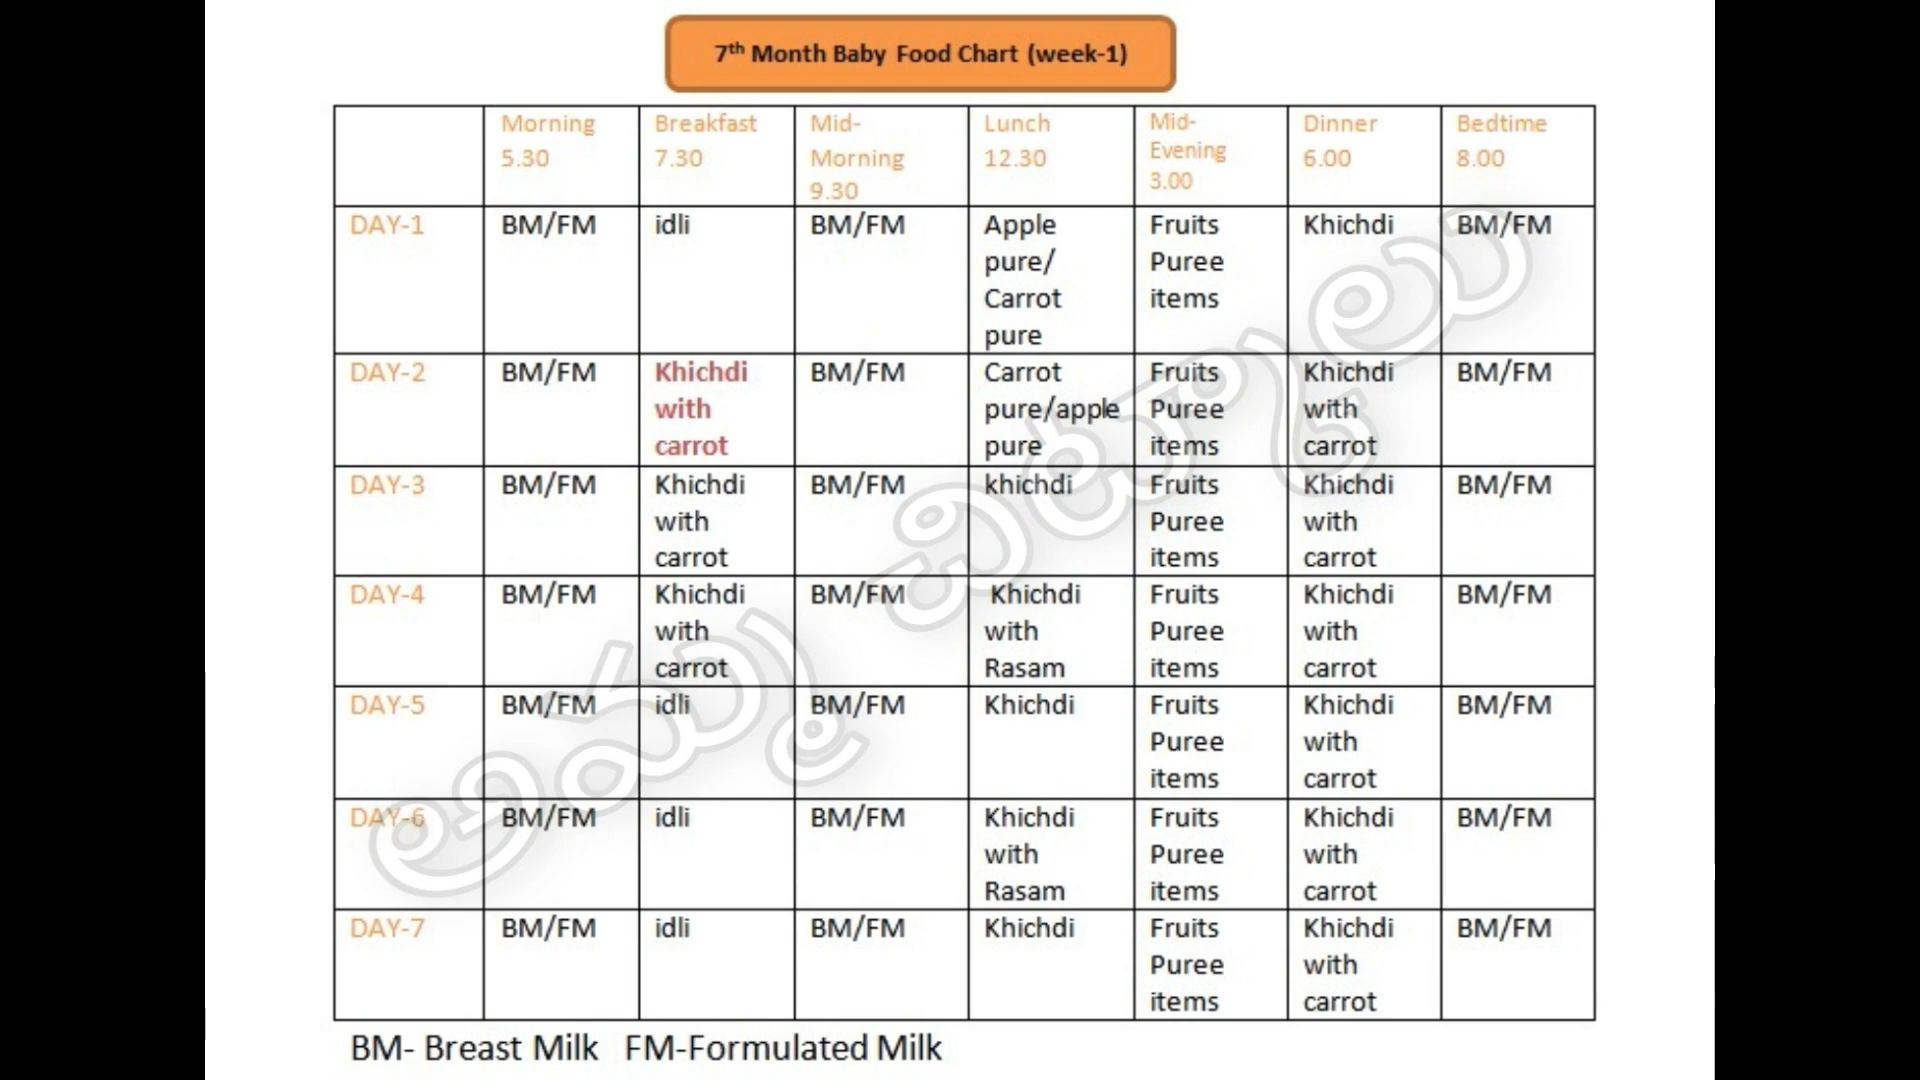 7th Month Baby Food Chart (week-1)
Morning 5.30 Breakfast 7.30 Mid-Morning 9.30 Lunch 12.30 Mid-Evening 3.00 Dinner 6.00 Bedtime 8.00
DAY-1 BM/FM idli BM/FM Apple pure/ Carrot pure Fruits Puree items Khichdi BM/FM
DAY-2 BM/FM Khichdi with carrot BM/FM Carrot pure/apple pure Fruits Puree items Khichdi with carrot BM/FM
DAY-3 BM/FM Khichdi with carrot BM/FM khichdi Fruits Puree items Khichdi with carrot BM/FM
DAY-4 BM/FM Khichdi with carrot BM/FM Khichdi with Rasam Fruits Puree items Khichdi with carrot BM/FM
DAY-5 BM/FM idli BM/FM Khichdi Fruits Puree items Khichdi with carrot BM/FM
DAY-6 BM/FM idli BM/FM Khichdi with Rasam Fruits Puree items Khichdi with carrot BM/FM
DAY-7 BM/FM idli BM/FM Khichdi Fruits Puree items Khichdi with carrot BM/FM
BM- Breast Milk FM-Formulated Milk